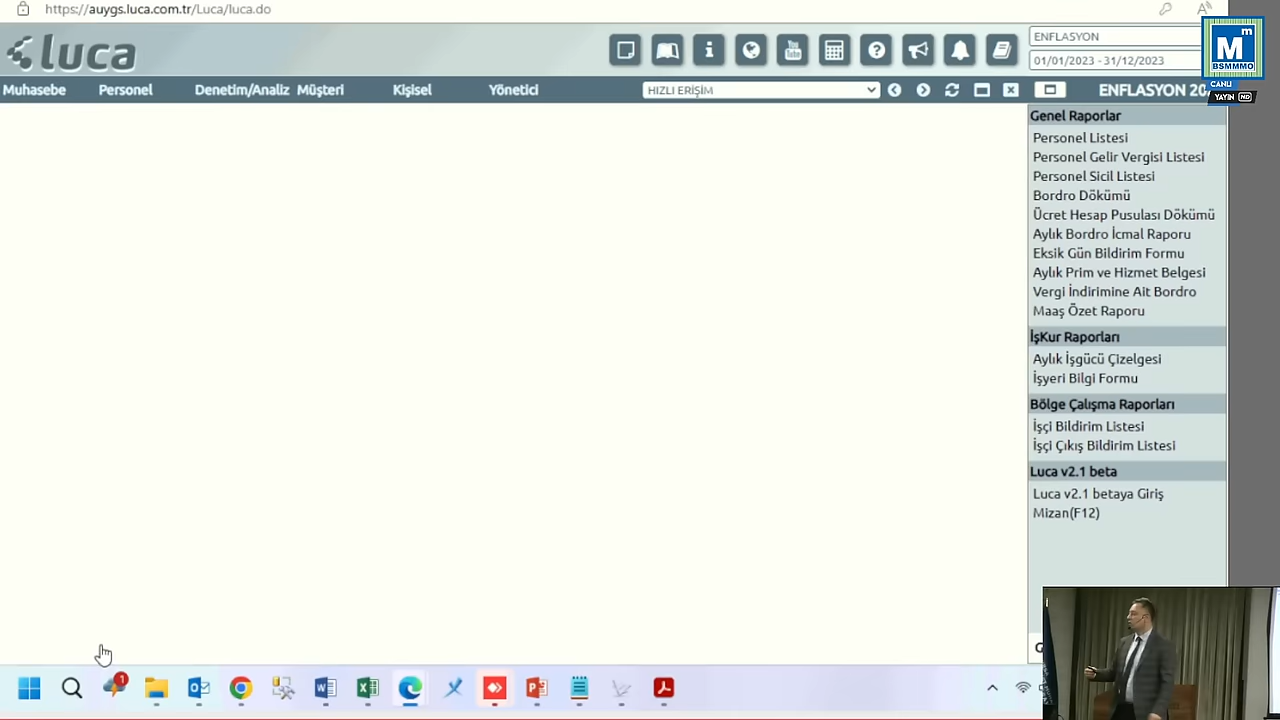 https://auygs.luca.com.tr/Luca/luca.do
luca
ENFLASYON
01/01/2023 - 31/12/2023
M m
BSMMMO
CANLI
YAYIN HD
Muhasebe Personel Denetim/Analiz Müşteri Kişisel Yönetici HIZLI ERİŞİM ENFLASYON
Genel Raporlar
Personel Listesi
Personel Gelir Vergisi Listesi
Personel Sicil Listesi
Bordro Dökümü
Ücret Hesap Pusulası Dökümü
Aylık Bordro İcmal Raporu
Eksik Gün Bildirim Formu
Aylık Prim ve Hizmet Belgesi
Vergi İndirimine Ait Bordro
Maaş Özet Raporu
İşKur Raporları
Aylık İşgücü Çizelgesi
İşyeri Bilgi Formu
Bölge Çalışma Raporları
İşçi Bildirim Listesi
İşçi Çıkış Bildirim Listesi
Luca v2.1 beta
Luca v2.1 betaya Giriş
Mizan(F12)
1